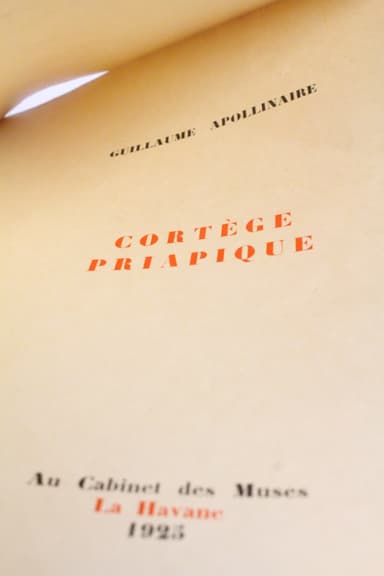 GUILLAUME APOLLINAIRE
CORTÈGE
PRIAPIQUE
Au Cabinet des Muses
La Havane
1925